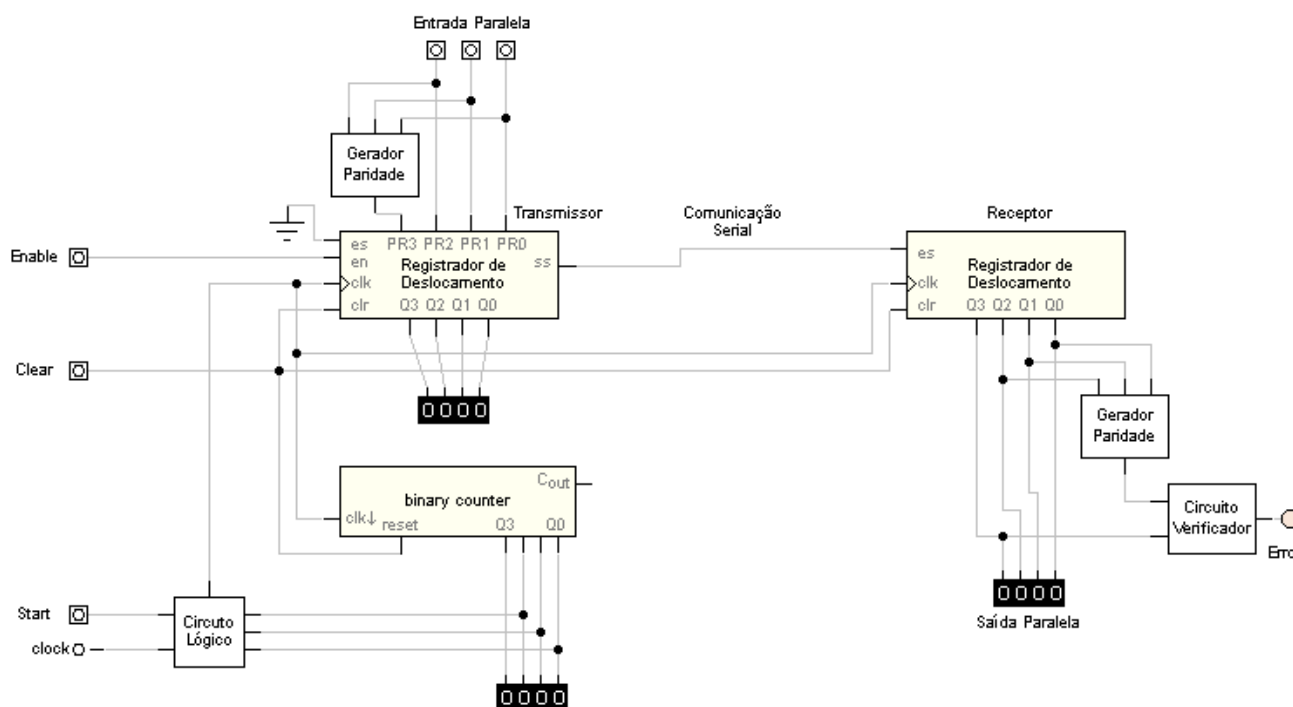 Entrada Paralela
Gerador
Paridade
Transmissor
Comunicação
Serial
Receptor
Enable
es
en
clk
clr
PR3 PR2 PR1 PR0
Registrador de
Deslocamento
ss
Q3 Q2 Q1 Q0
es
clk
clr
Registrador de
Deslocamento
Q3 Q2 Q1 Q0
Clear
0000
Gerador
Paridade
binary counter
Cout
clk↓
reset
Q3
Q0
Circuito
Verificador
Erro
0000
Saída Paralela
Start
clock
Circuto
Lógico
0000